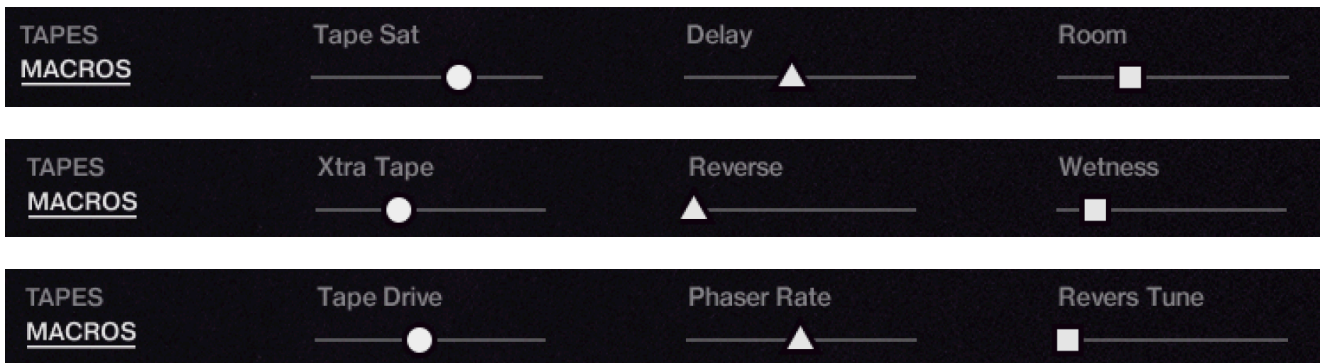 TAPES
MACROS
Tape Sat
Delay
Room
TAPES
MACROS
Xtra Tape
Reverse
Wetness
TAPES
MACROS
Tape Drive
Phaser Rate
Revers Tune